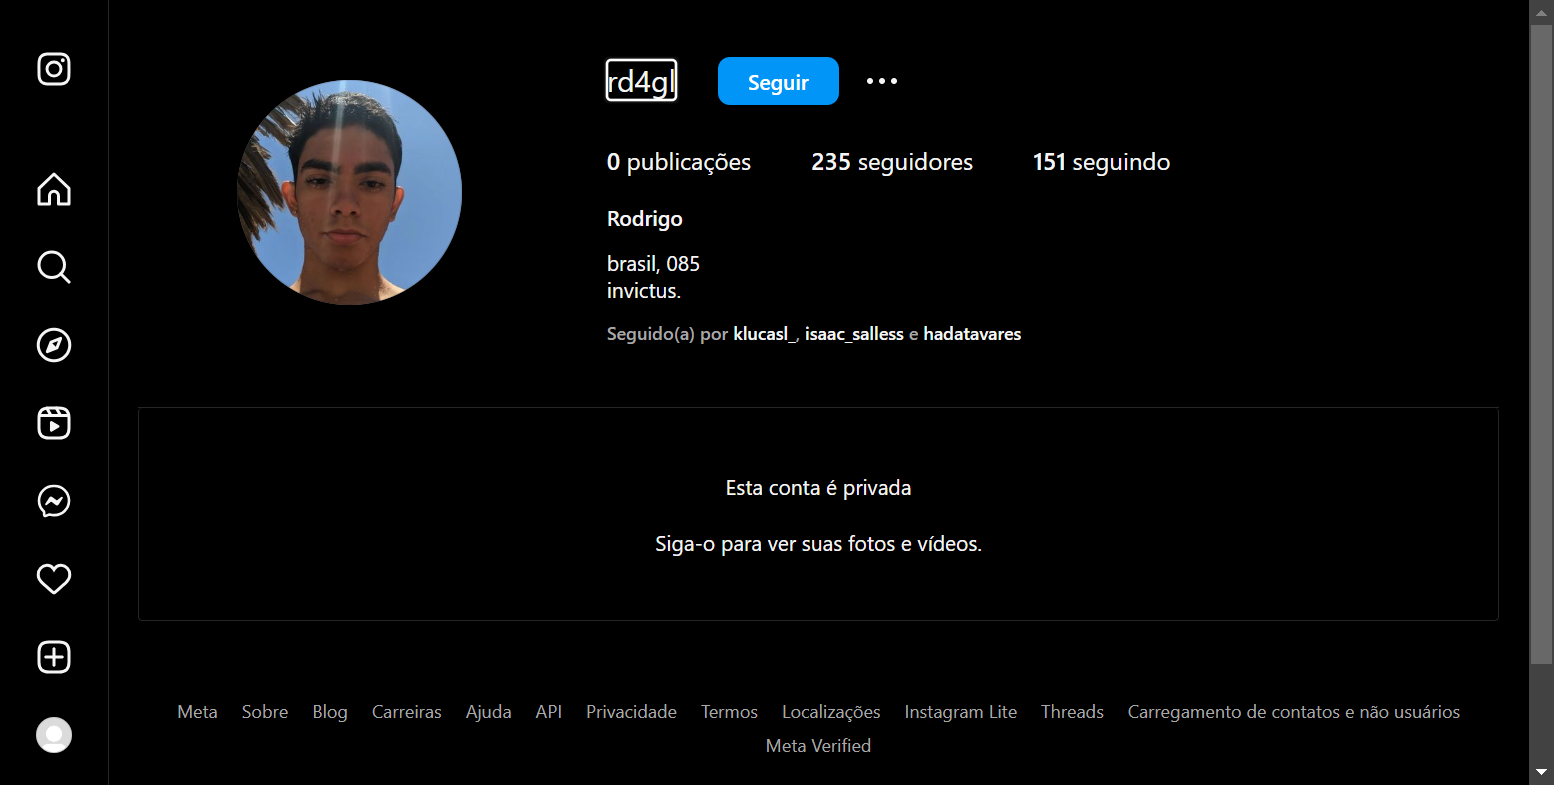 rd4gl Seguir
0 publicações 235 seguidores 151 seguindo
Rodrigo
brasil, 085
invictus.
Seguido(a) por klucasl_, isaac_salless e hadatavares
Esta conta é privada
Siga-o para ver suas fotos e vídeos.
Meta Sobre Blog Carreiras Ajuda API Privacidade Termos Localizações Instagram Lite Threads Carregamento de contatos e não usuários
Meta Verified